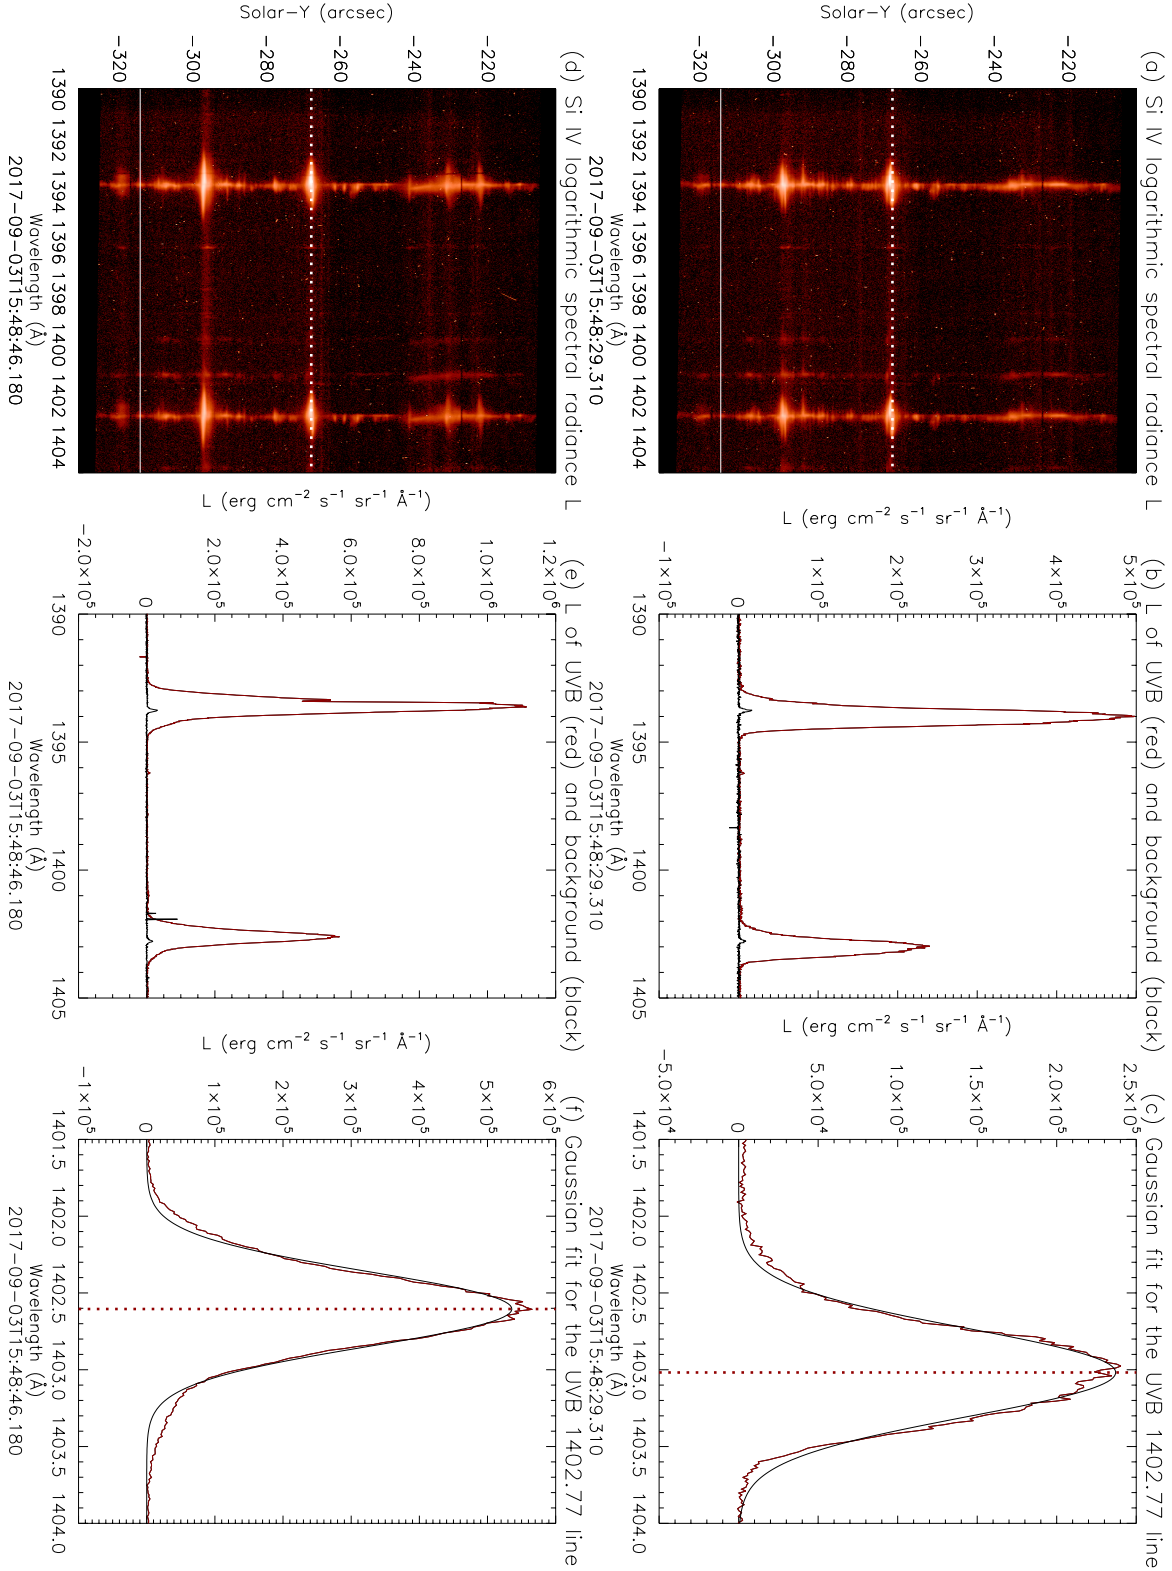 (a) Si IV logarithmic spectral radiance L
Solar-Y (arcsec)
-320 -300 -280 -260 -240 -220
1390 1392 1394 1396 1398 1400 1402 1404
Wavelength (Å)
2017-09-03T15:48:29.310
(b) L of UVB (red) and background (black)
L (erg cm⁻² s⁻¹ sr⁻¹ Å⁻¹)
-1×10⁵ 0 1×10⁵ 2×10⁵ 3×10⁵ 4×10⁵ 5×10⁵
1390 1395 1400 1405
Wavelength (Å)
2017-09-03T15:48:29.310
(c) Gaussian fit for the UVB 1402.77 line
L (erg cm⁻² s⁻¹ sr⁻¹ Å⁻¹)
-5.0×10⁴ 0 5.0×10⁴ 1.0×10⁵ 1.5×10⁵ 2.0×10⁵ 2.5×10⁵
1401.5 1402.0 1402.5 1403.0 1403.5 1404.0
Wavelength (Å)
2017-09-03T15:48:29.310
(d) Si IV logarithmic spectral radiance L
Solar-Y (arcsec)
-320 -300 -280 -260 -240 -220
1390 1392 1394 1396 1398 1400 1402 1404
Wavelength (Å)
2017-09-03T15:48:46.180
(e) L of UVB (red) and background (black)
L (erg cm⁻² s⁻¹ sr⁻¹ Å⁻¹)
-2.0×10⁵ 0 2.0×10⁵ 4.0×10⁵ 6.0×10⁵ 8.0×10⁵ 1.0×10⁶ 1.2×10⁶
1390 1395 1400 1405
Wavelength (Å)
2017-09-03T15:48:46.180
(f) Gaussian fit for the UVB 1402.77 line
L (erg cm⁻² s⁻¹ sr⁻¹ Å⁻¹)
-1×10⁵ 0 1×10⁵ 2×10⁵ 3×10⁵ 4×10⁵ 5×10⁵ 6×10⁵
1401.5 1402.0 1402.5 1403.0 1403.5 1404.0
Wavelength (Å)
2017-09-03T15:48:46.180